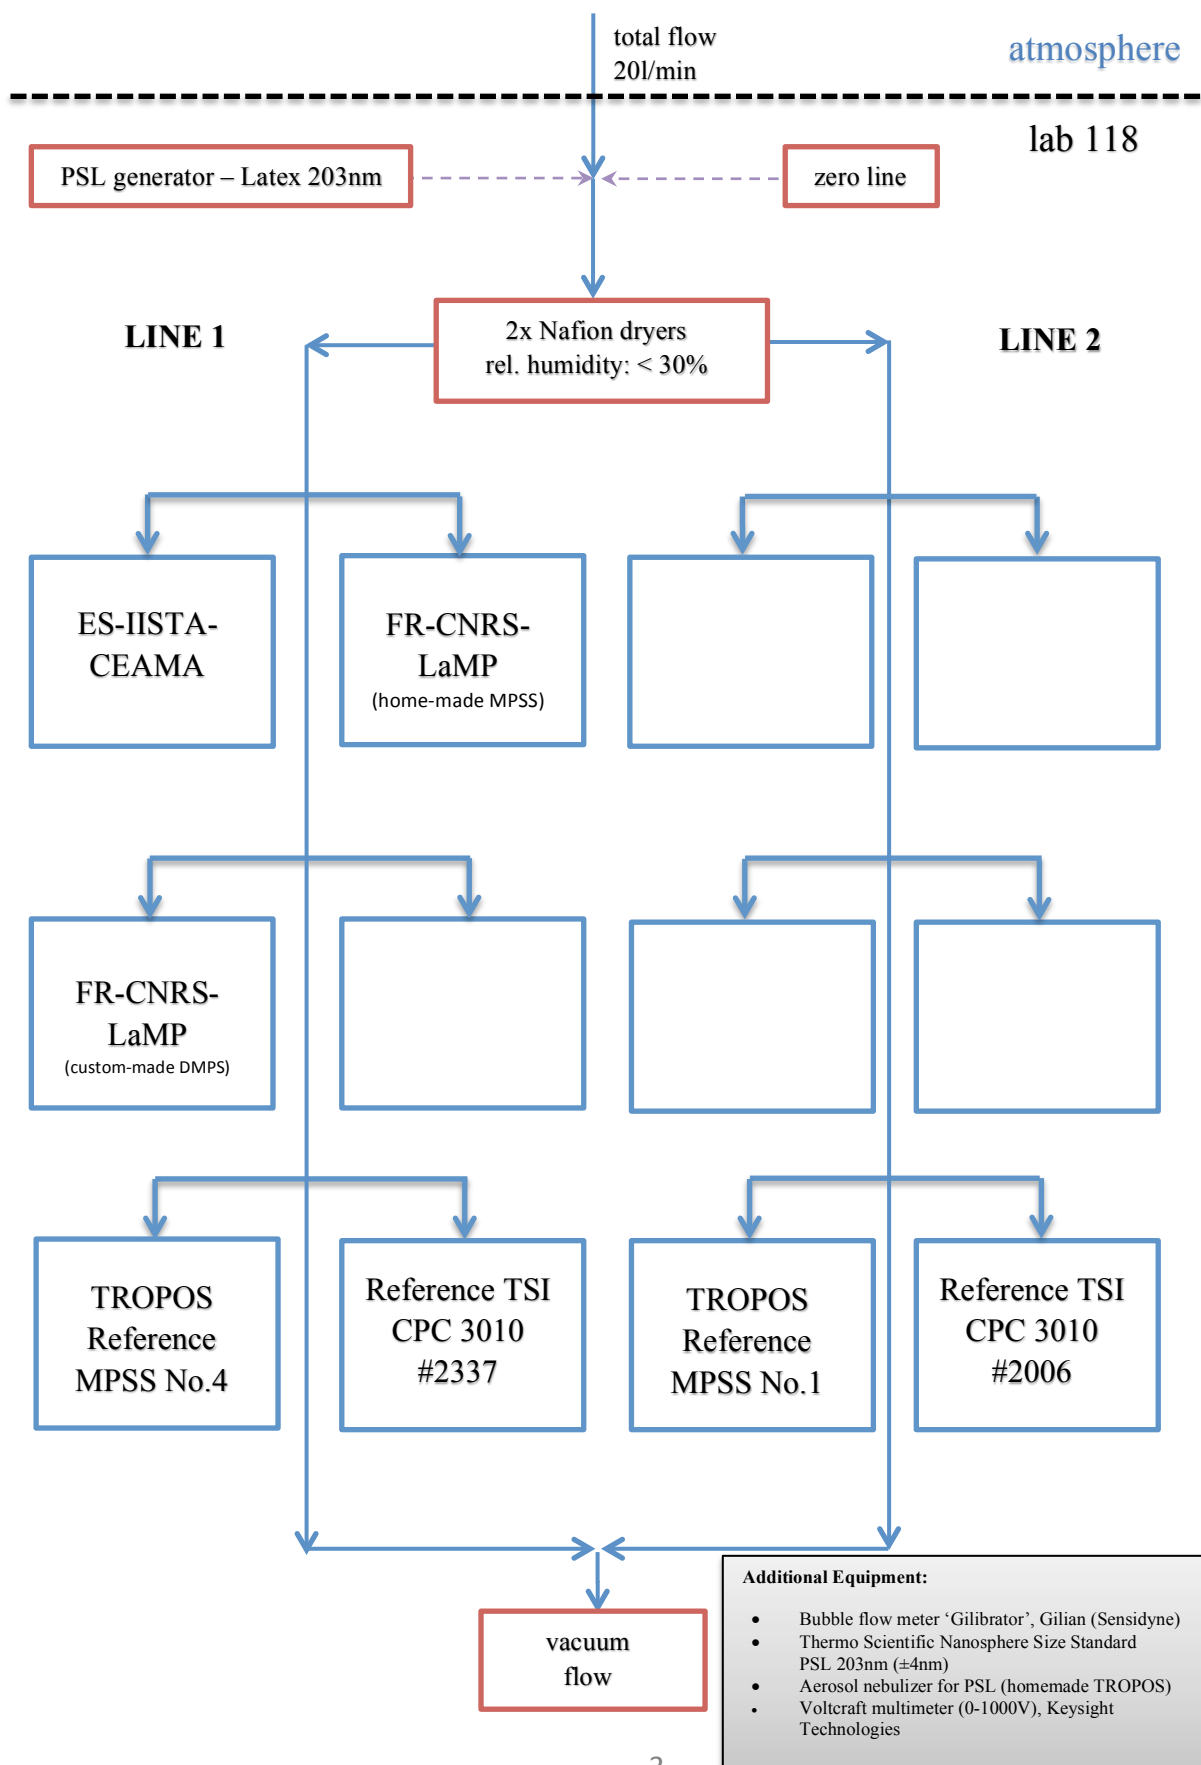 total flow
20l/min
atmosphere
lab 118
PSL generator – Latex 203nm
zero line
LINE 1
2x Nafion dryers
rel. humidity: < 30%
LINE 2
ES-IISTA-
CEAMA
FR-CNRS-
LaMP
(home-made MPSS)
FR-CNRS-
LaMP
(custom-made DMPS)
TROPOS
Reference
MPSS No.4
Reference TSI
CPC 3010
#2337
TROPOS
Reference
MPSS No.1
Reference TSI
CPC 3010
#2006
vacuum
flow
Additional Equipment:
• Bubble flow meter ‘Gilibrator’, Gilian (Sensidyne)
• Thermo Scientific Nanosphere Size Standard
PSL 203nm (±4nm)
• Aerosol nebulizer for PSL (homemade TROPOS)
• Voltcraft multimeter (0-1000V), Keysight
Technologies